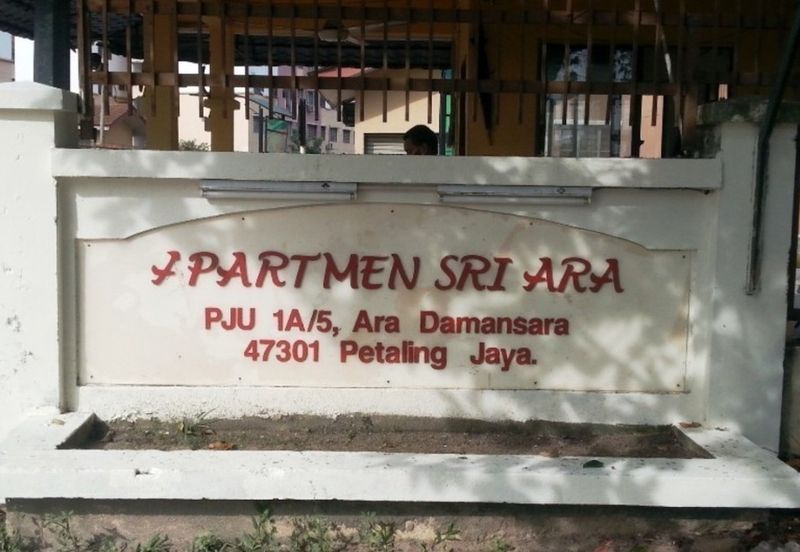 APARTMEN SRI ARA
PJU 1A/5, Ara Damansara
47301 Petaling Jaya.